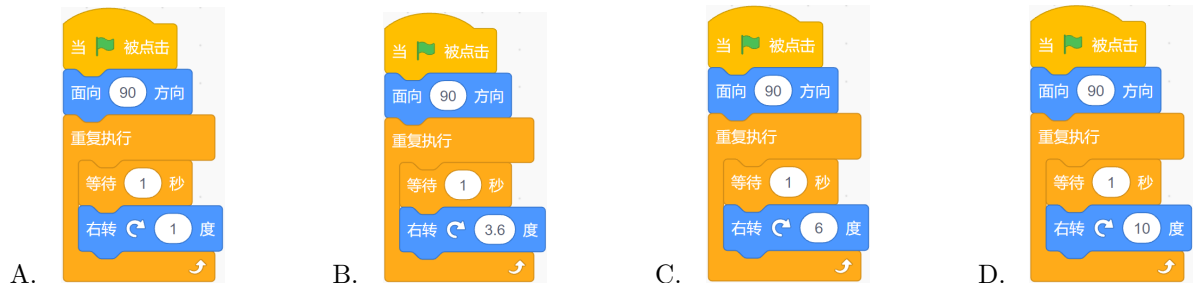 当 被点击
面向 90 方向
重复执行
等待 1 秒
右转 1 度
A.
当 被点击
面向 90 方向
重复执行
等待 1 秒
右转 3.6 度
B.
当 被点击
面向 90 方向
重复执行
等待 1 秒
右转 6 度
C.
当 被点击
面向 90 方向
重复执行
等待 1 秒
右转 10 度
D.